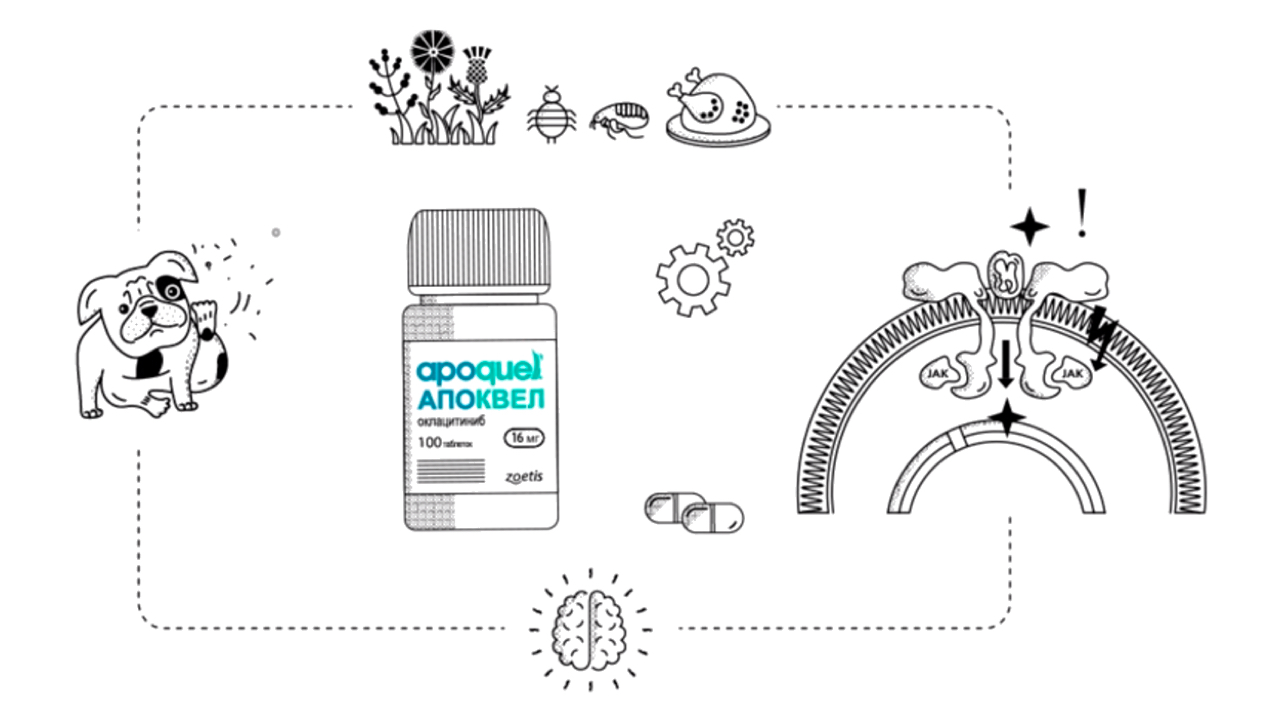 apoquel
АПОКВЕЛ
оклацитиниб
100 таблеток
16 мг
zoetis
JAK
JAK
!